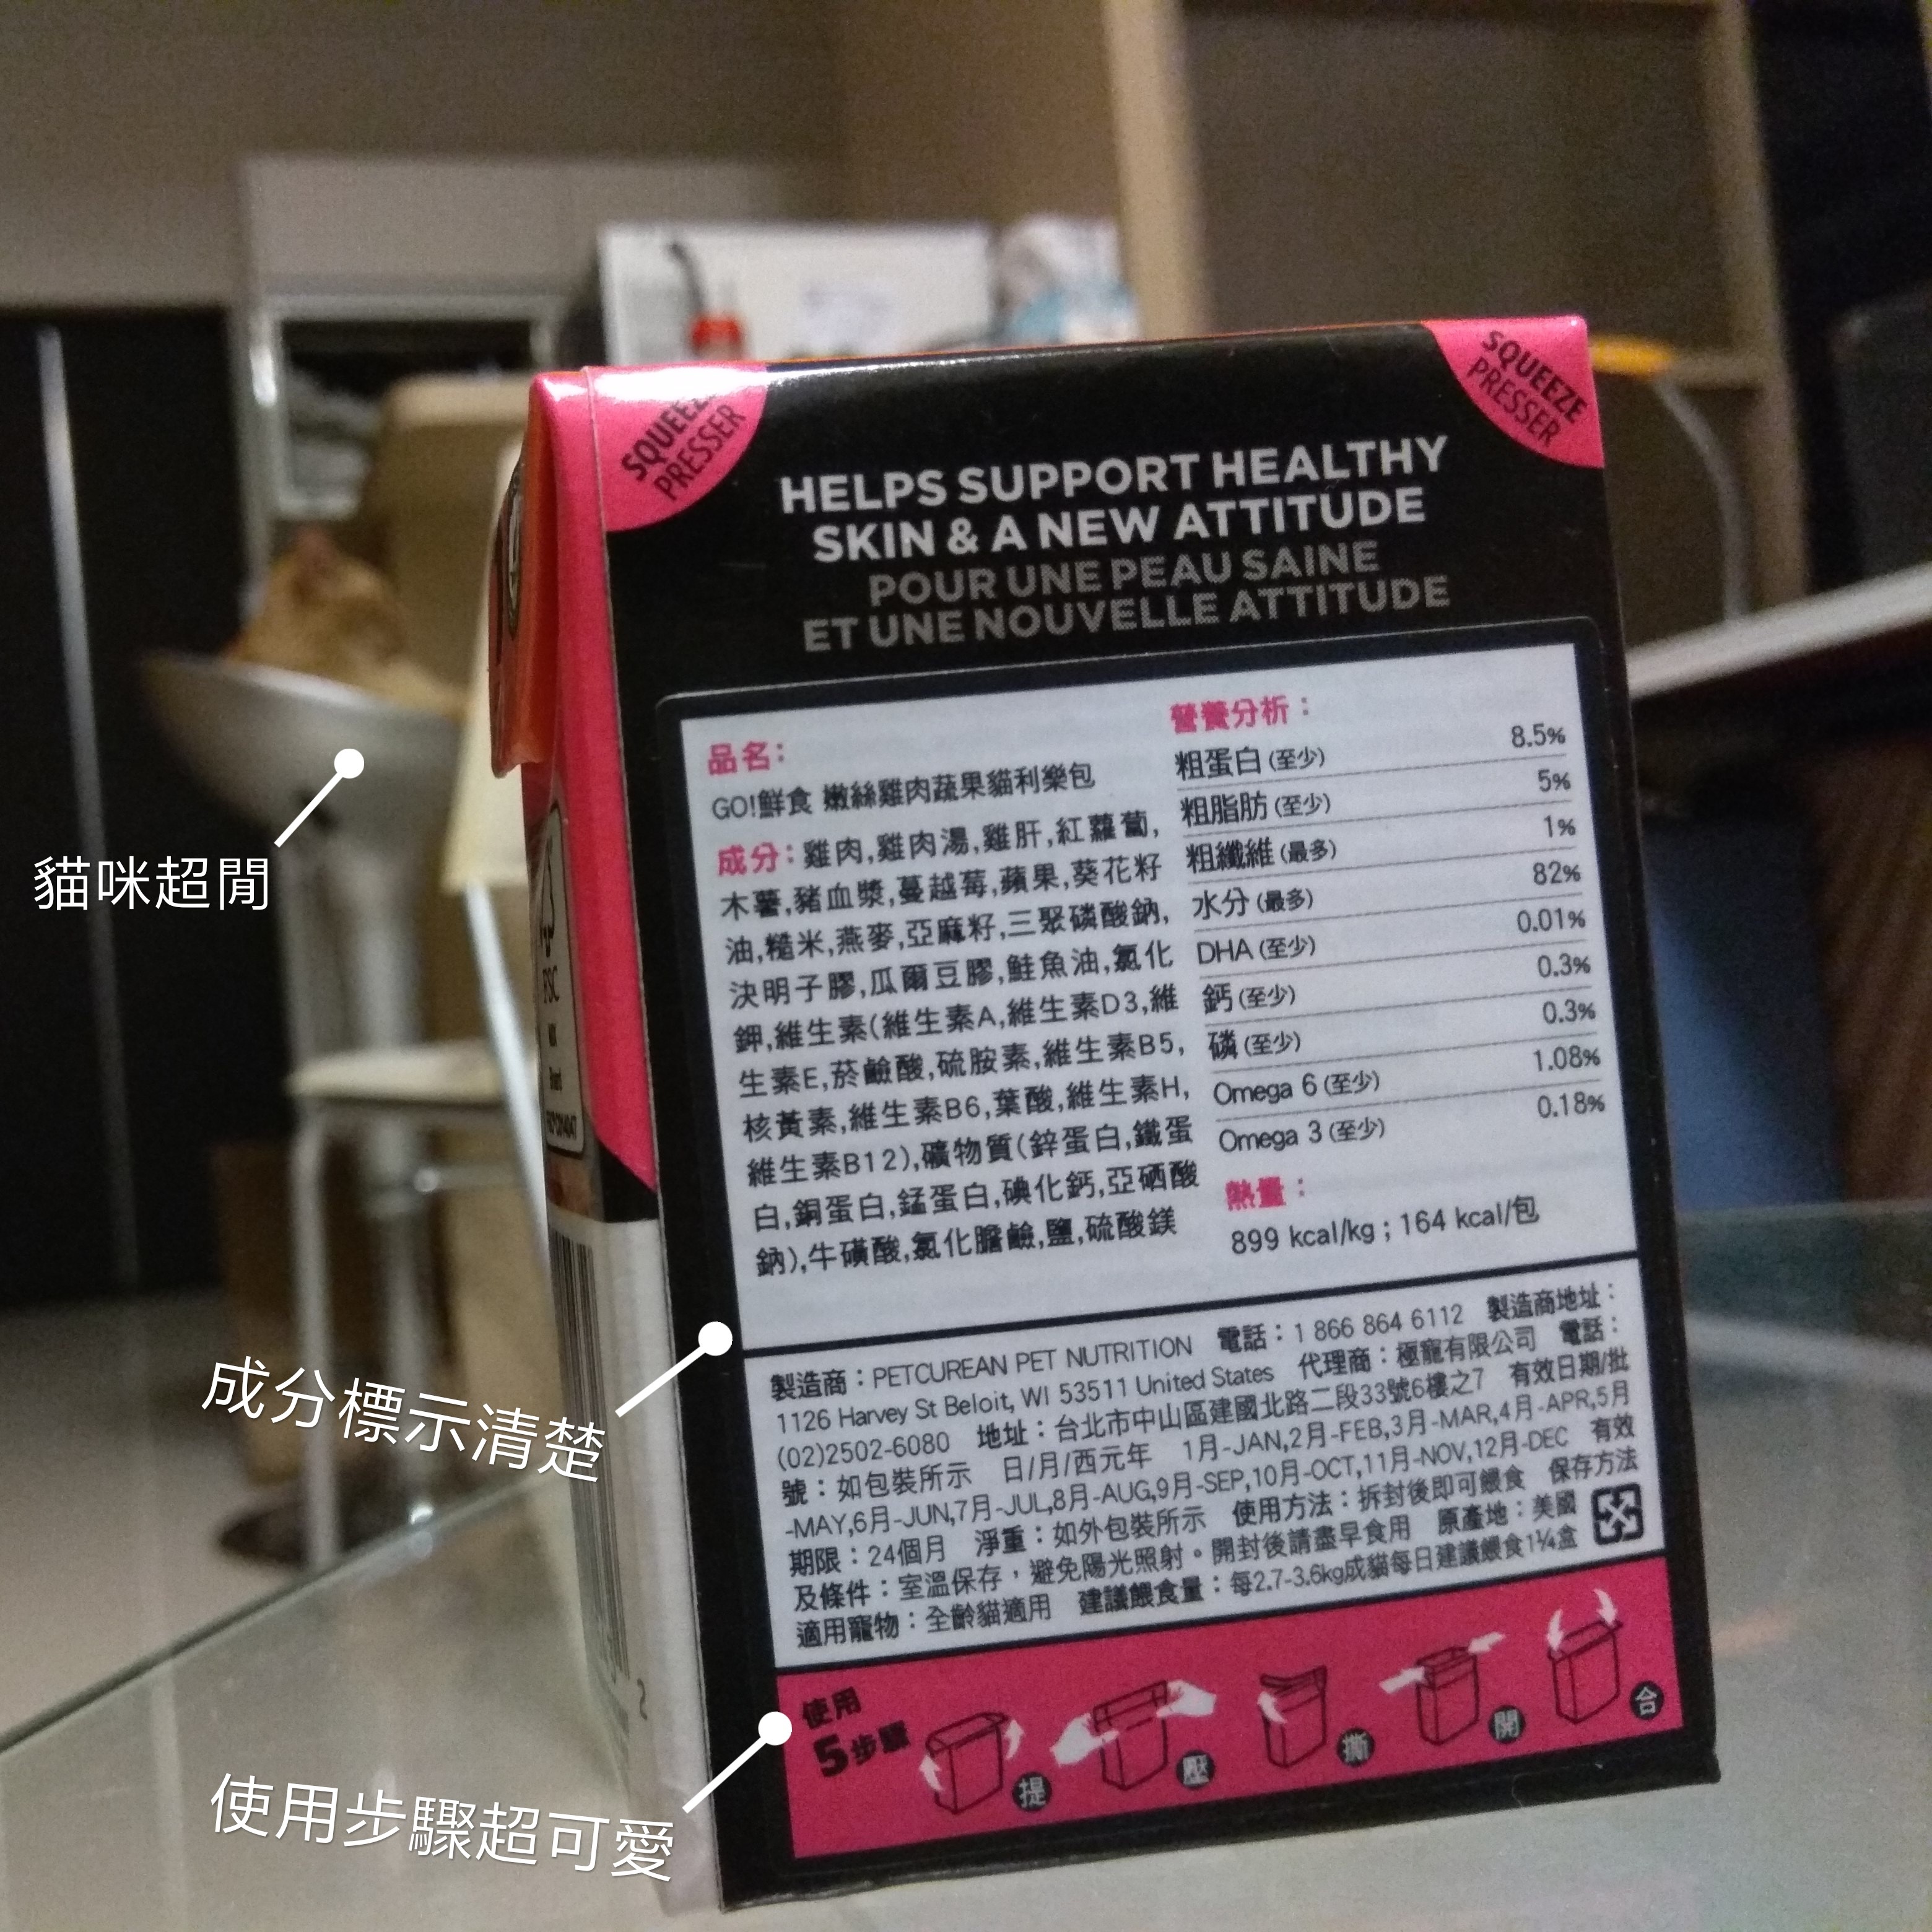 SQUEEZE
PRESSER
SQUEEZE
PRESSER
HELPS SUPPORT HEALTHY
SKIN & A NEW ATTITUDE
POUR UNE PEAU SAINE
ET UNE NOUVELLE ATTITUDE
品名：
GO!鮮食 嫩絲雞肉蔬果貓利樂包
成分：雞肉,雞肉湯,雞肝,紅蘿蔔,
木薯,豬血漿,蔓越莓,蘋果,葵花籽
油,糙米,燕麥,亞麻籽,三聚磷酸鈉,
決明子膠,瓜爾豆膠,鮭魚油,氯化
鉀,維生素(維生素A,維生素D3,維
生素E,菸鹼酸,硫胺素,維生素B5,
核黃素,維生素B6,葉酸,維生素H,
維生素B12),礦物質(鋅蛋白,鐵蛋
白,銅蛋白,錳蛋白,碘化鈣,亞硒酸
鈉),牛磺酸,氯化膽鹼,鹽,硫酸鎂
營養分析：
粗蛋白(至少) 8.5%
粗脂肪(至少) 5%
粗纖維(最多) 1%
水分(最多) 82%
DHA(至少) 0.01%
鈣(至少) 0.3%
磷(至少) 0.3%
Omega 6(至少) 1.08%
Omega 3(至少) 0.18%
熱量：
899 kcal/kg ; 164 kcal/包
製造商：PETCUREAN PET NUTRITION 電話：1 866 864 6112 製造商地址：
1126 Harvey St Beloit, WI 53511 United States 代理商：極寵有限公司 電話：
(02)2502-6080 地址：台北市中山區建國北路二段33號6樓之7 有效日期/批
號：如包裝所示 日/月/西元年 1月-JAN,2月-FEB,3月-MAR,4月-APR,5月
-MAY,6月-JUN,7月-JUL,8月-AUG,9月-SEP,10月-OCT,11月-NOV,12月-DEC 有效
期限：24個月 淨重：如外包裝所示 使用方法：拆封後即可餵食 保存方法
及條件：室溫保存，避免陽光照射。開封後請盡早食用 原產地：美國
適用寵物：全齡貓適用 建議餵食量：每2.7-3.6kg成貓每日建議餵食1¼盒
使用
5步驟
提
壓
撕
開
合
FSC
2
貓咪超閒
成分標示清楚
使用步驟超可愛